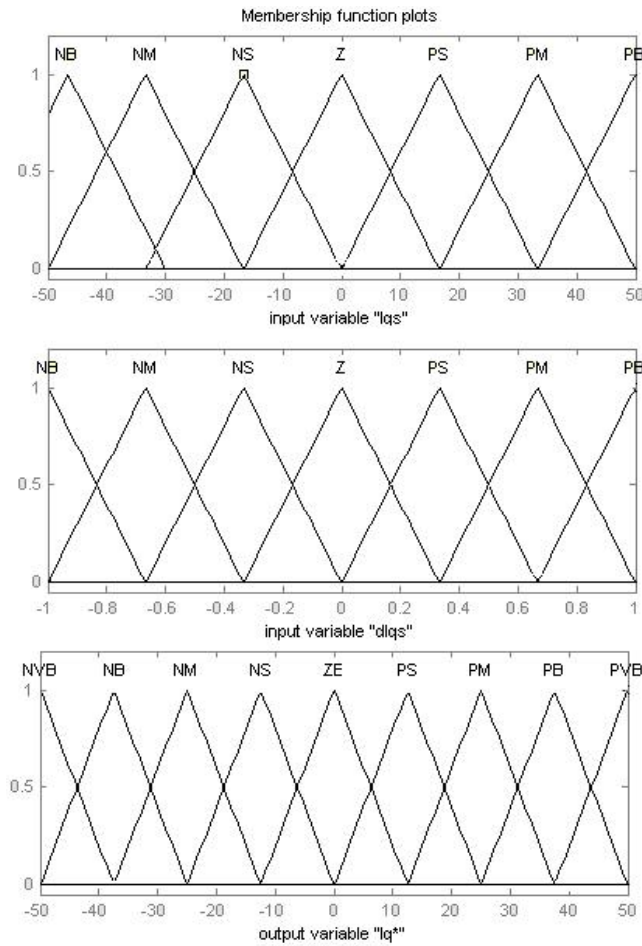 Membership function plots
NB NM NS Z PS PM PB
1
0.5
0
-50 -40 -30 -20 -10 0 10 20 30 40 50
input variable "Iqs"
NB NM NS Z PS PM PB
1
0.5
0
-1 -0.8 -0.6 -0.4 -0.2 0 0.2 0.4 0.6 0.8 1
input variable "dIqs"
NVB NB NM NS ZE PS PM PB PVB
1
0.5
0
-50 -40 -30 -20 -10 0 10 20 30 40 50
output variable "Iq*"